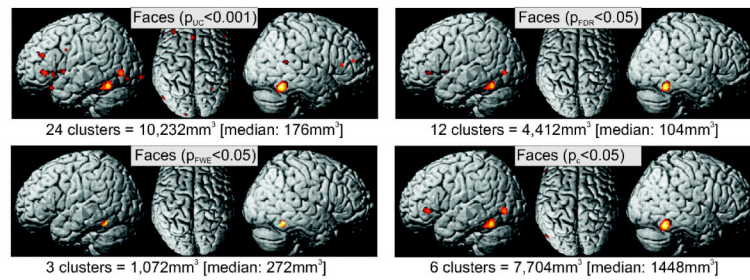 Faces (pUC<0.001)
24 clusters = 10,232mm³ [median: 176mm³]
Faces (pFDR<0.05)
12 clusters = 4,412mm³ [median: 104mm³]
Faces (pFWE<0.05)
3 clusters = 1,072mm³ [median: 272mm³]
Faces (pc<0.05)
6 clusters = 7,704mm³ [median: 1448mm³]